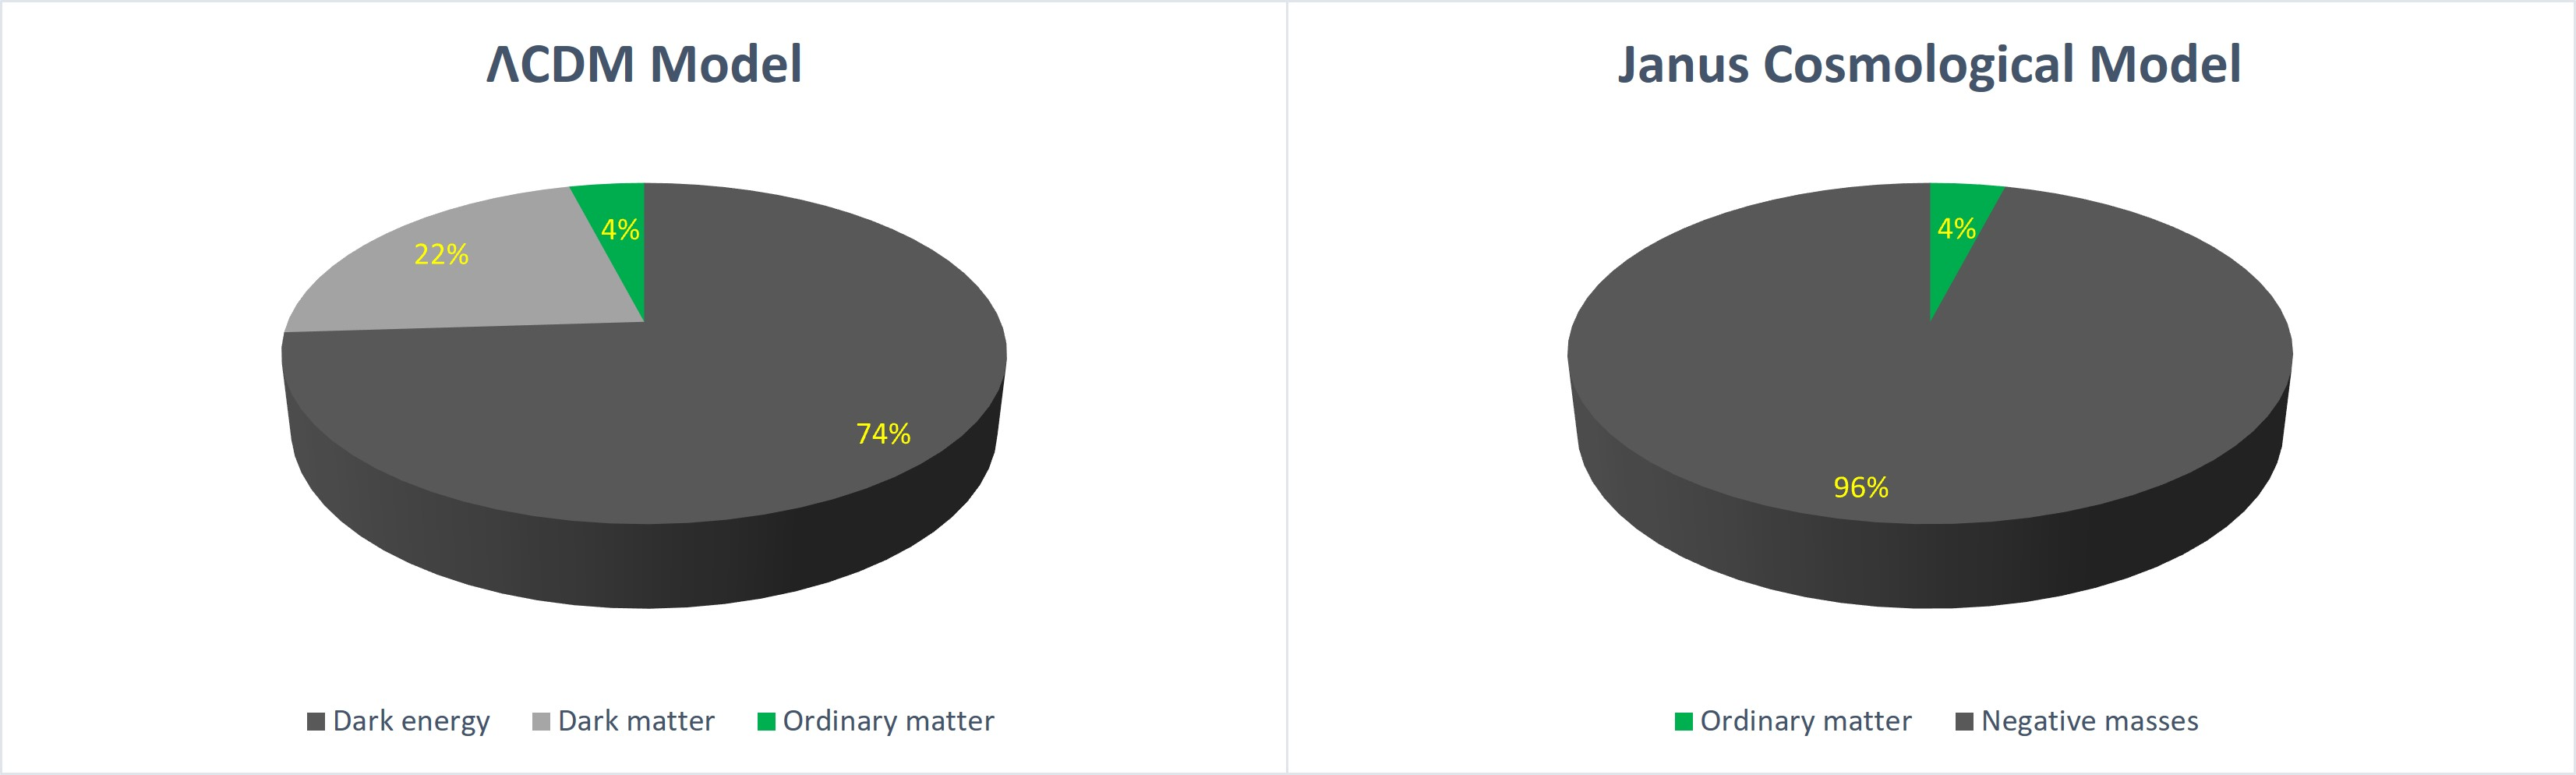 ΛCDM Model
4%
22%
74%
Dark energy
Dark matter
Ordinary matter
Janus Cosmological Model
4%
96%
Ordinary matter
Negative masses